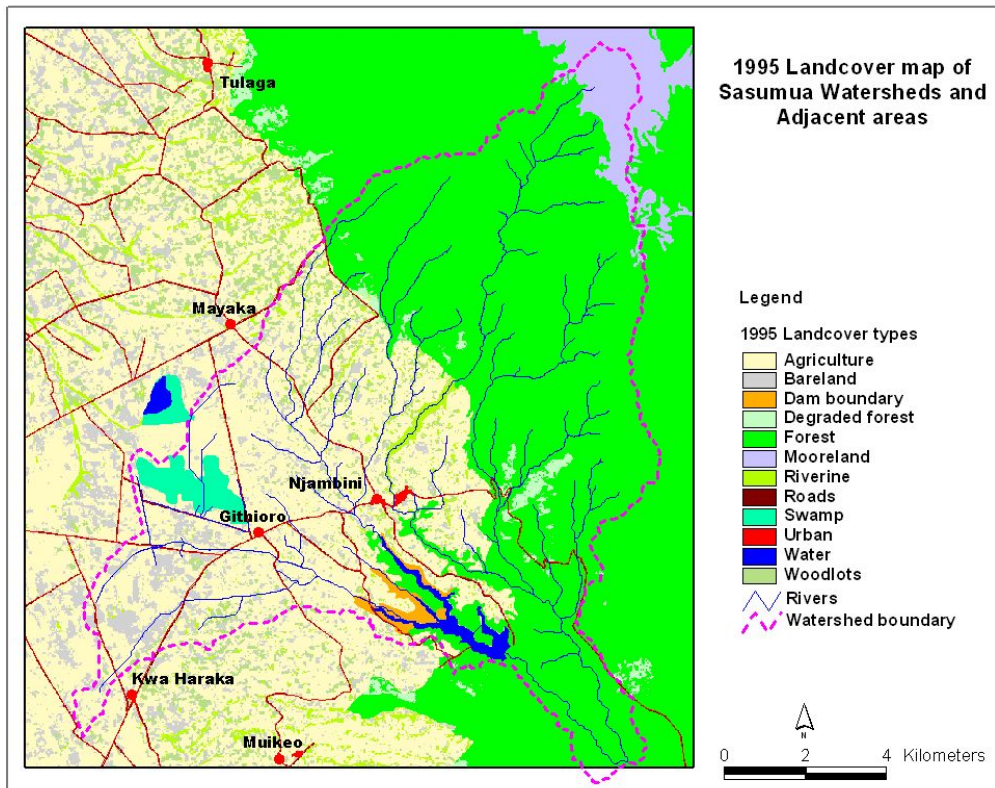 1995 Landcover map of
Sasumua Watersheds and
Adjacent areas
Tulaga
Mayaka
Njambini
Githioro
Kwa Haraka
Muikeo
Legend
1995 Landcover types
Agriculture
Bareland
Dam boundary
Degraded forest
Forest
Mooreland
Riverine
Roads
Swamp
Urban
Water
Woodlots
Rivers
Watershed boundary
N
0 2 4 Kilometers